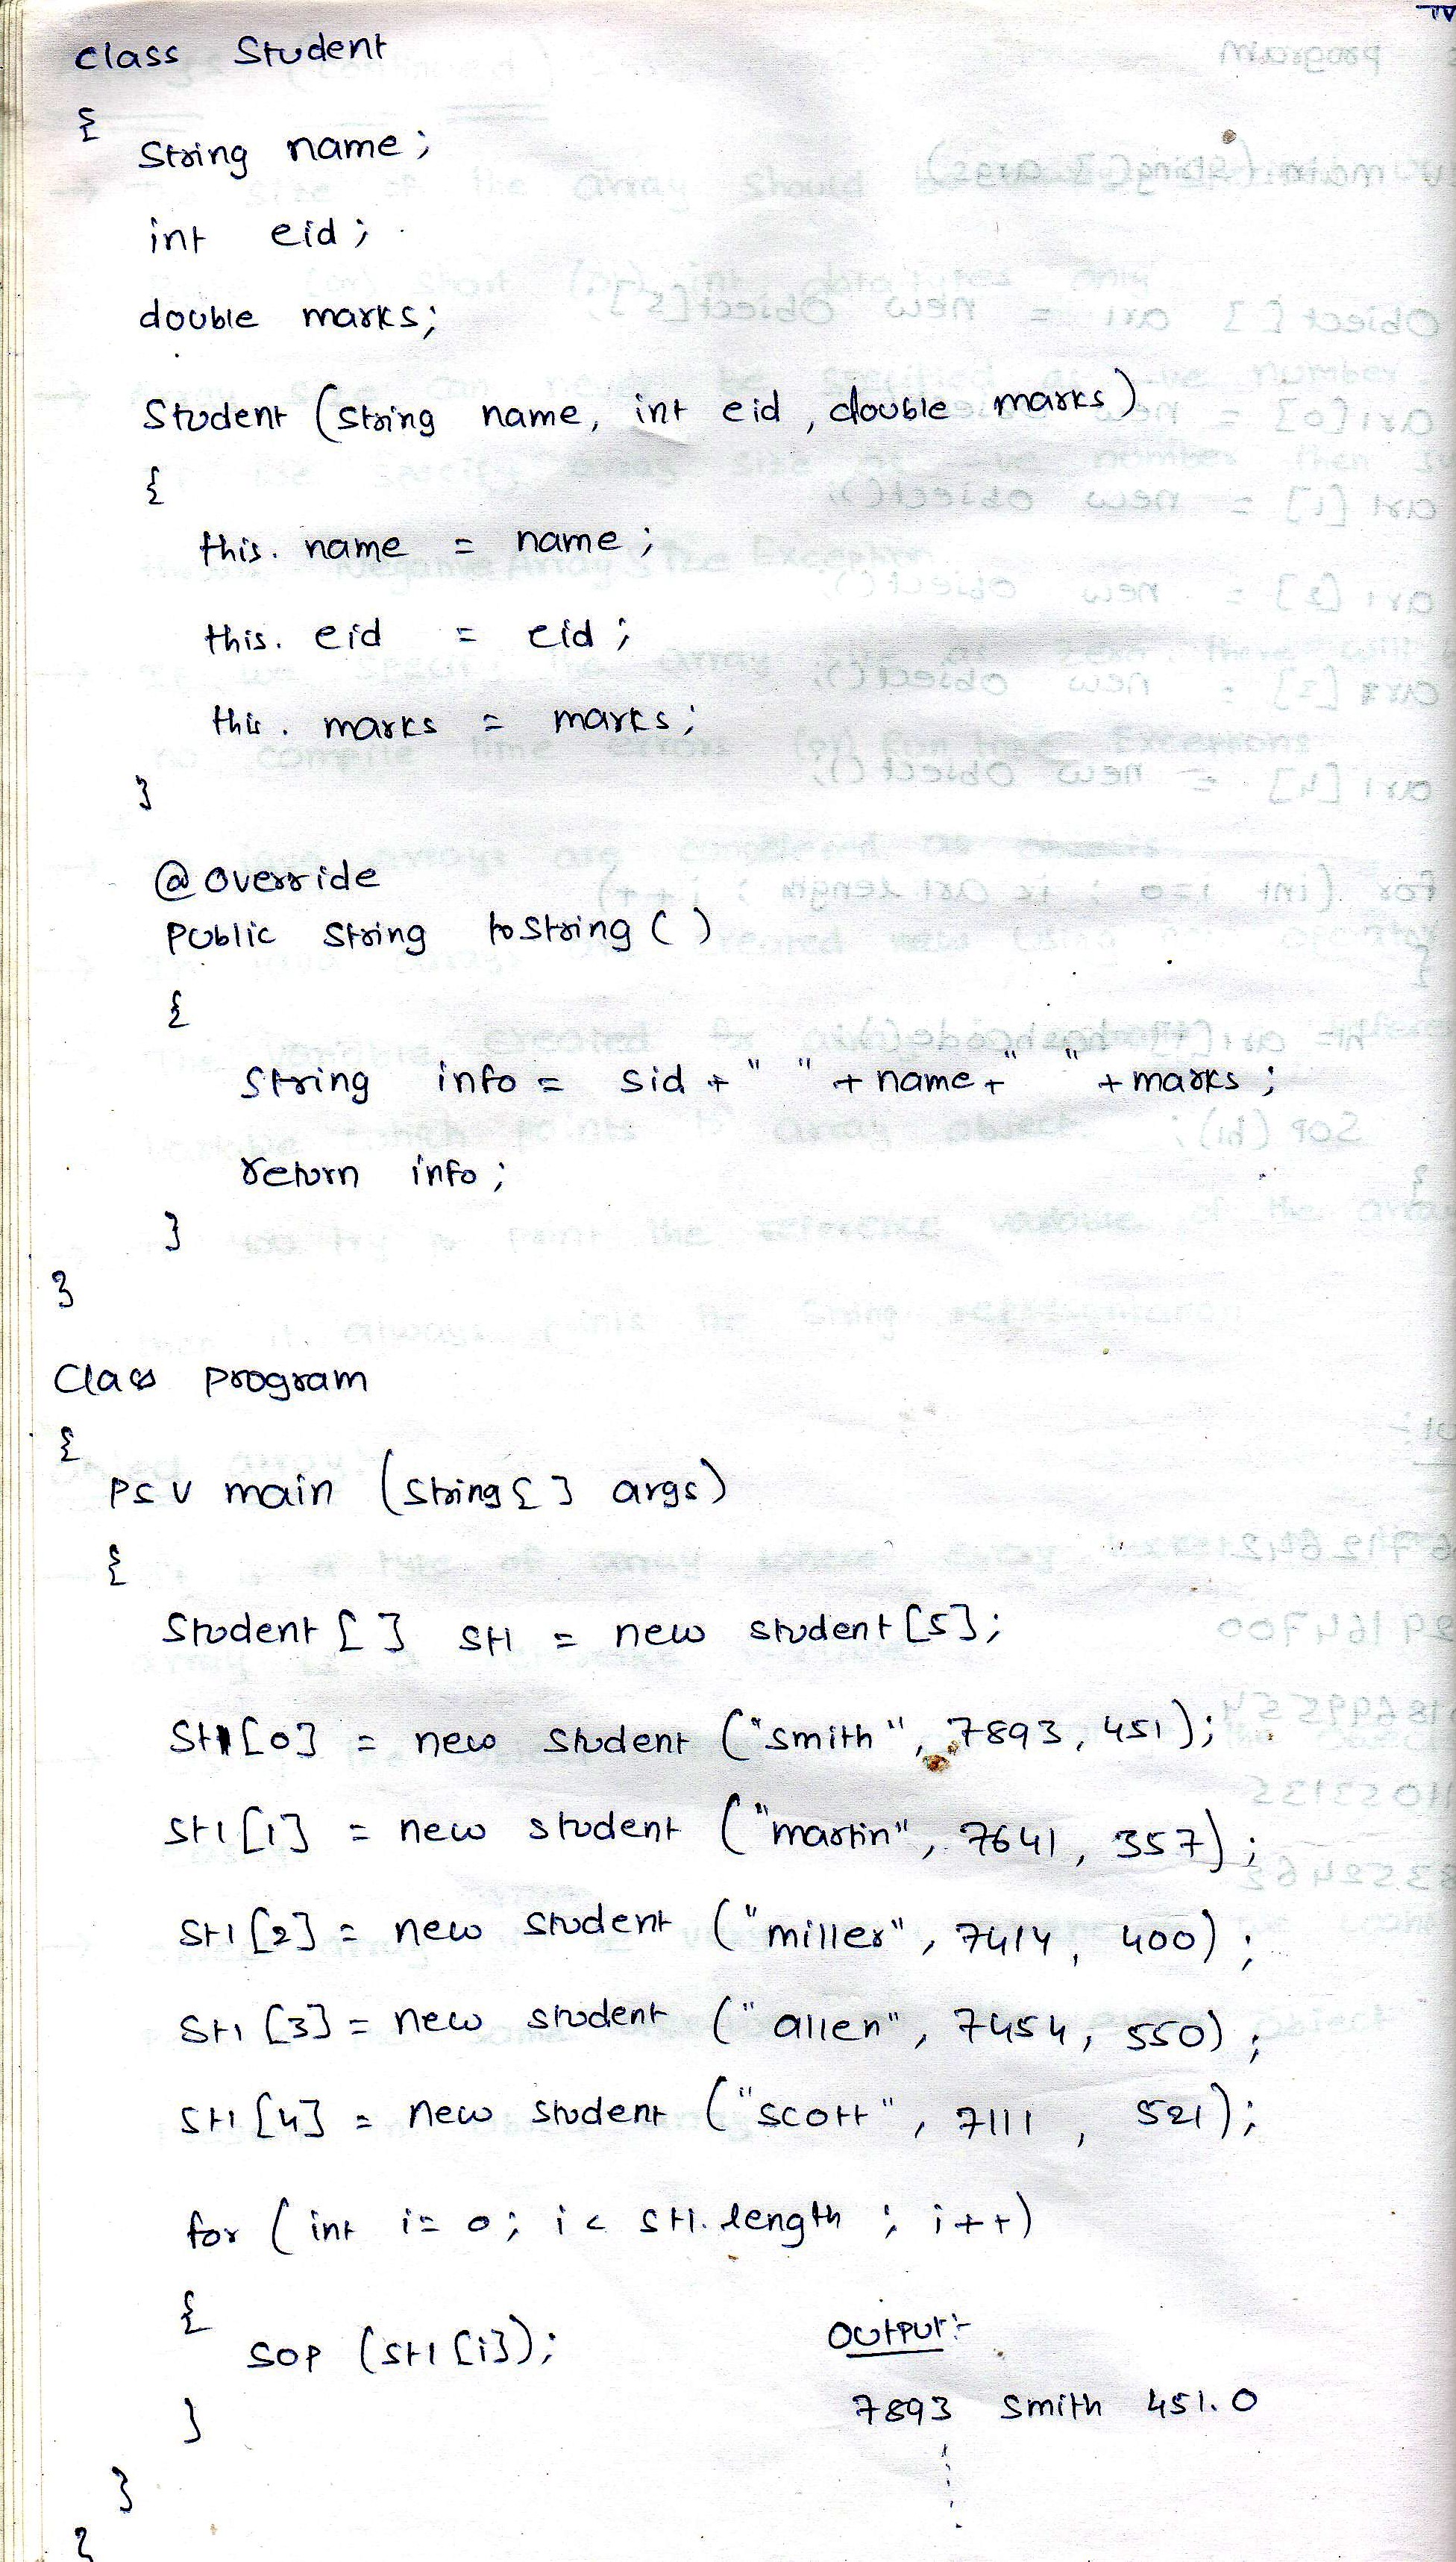 class Student
{
String name;
int eid;
double marks;
Student (String name, int eid, double marks)
{
this. name = name;
this. eid = eid;
this. marks = marks;
}
@Override
Public String toString ( )
{
String info = sid + " " + name + " " + marks;
return info;
}
}
Class program
{
PSV main (String[ ] args)
{
Student [ ] st1 = new student [5];
St1[0] = new student ("smith", 7893, 451);
st1 [1] = new student ("martin", 7641, 357);
st1 [2] = new student ("miller", 7414, 400);
st1 [3] = new student ("allen", 7454, 550);
st1 [4] = new student ("scott", 7111, 521);
for (int i = 0; i < st1.length; i++)
{
SOP (st1 [i]);
}
}
}
Output:-
7893 Smith 451.0